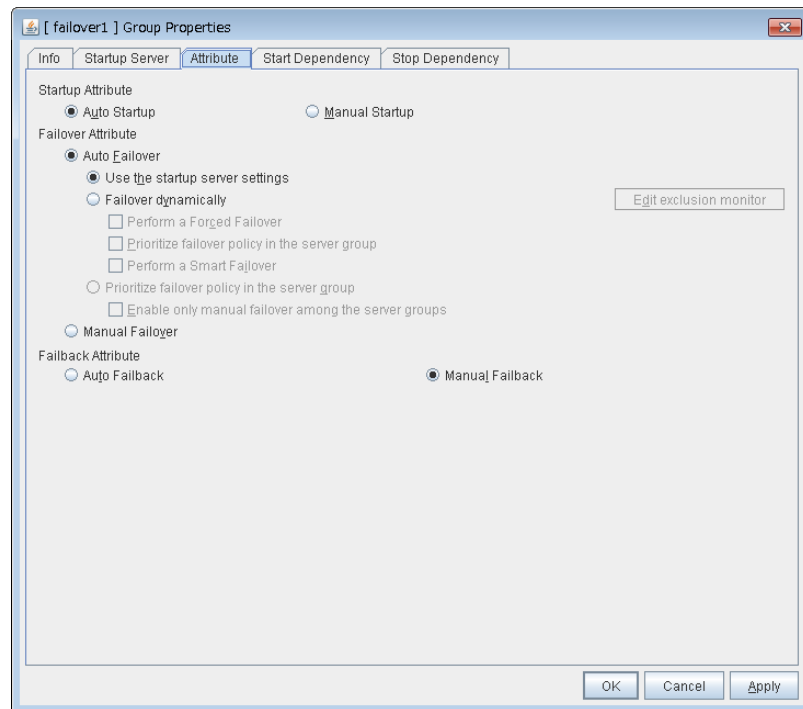 [ failover1 ] Group Properties
Info Startup Server Attribute Start Dependency Stop Dependency
Startup Attribute
Auto Startup Manual Startup
Failover Attribute
Auto Failover
Use the startup server settings
Failover dynamically Edit exclusion monitor
Perform a Forced Failover
Prioritize failover policy in the server group
Perform a Smart Failover
Prioritize failover policy in the server group
Enable only manual failover among the server groups
Manual Failover
Failback Attribute
Auto Failback Manual Failback
OK Cancel Apply